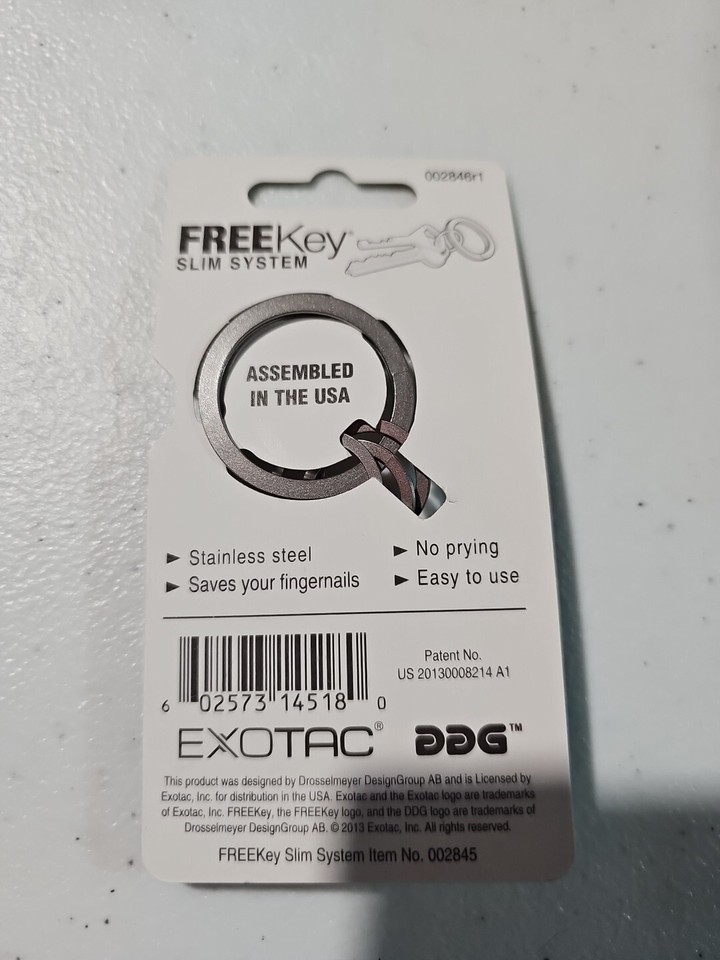 002846r1
FREEKey®
SLIM SYSTEM
ASSEMBLED
IN THE USA
► Stainless steel
► Saves your fingernails
► No prying
► Easy to use
Patent No.
US 20130008214 A1
6 02573 14518 0
EXOTAC®
DDG™
This product was designed by Drosselmeyer DesignGroup AB and is Licensed by
Exotac, Inc. for distribution in the USA. Exotac and the Exotac logo are trademarks
of Exotac, Inc. FREEKey, the FREEKey logo, and the DDG logo are trademarks of
Drosselmeyer DesignGroup AB. © 2013 Exotac, Inc. All rights reserved.
FREEKey Slim System Item No. 002845